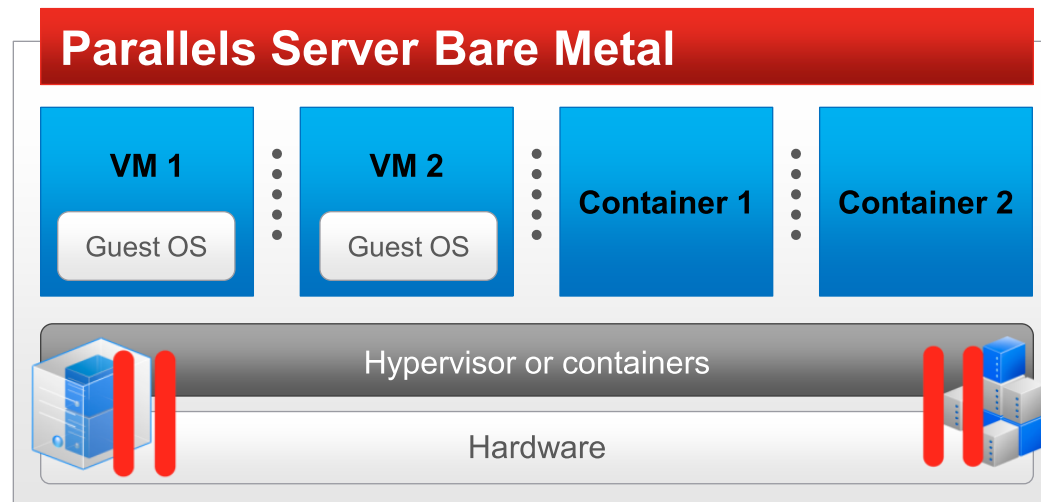 Parallels Server Bare Metal
VM 1
VM 2
Container 1
Container 2
Guest OS
Guest OS
Hypervisor or containers
Hardware